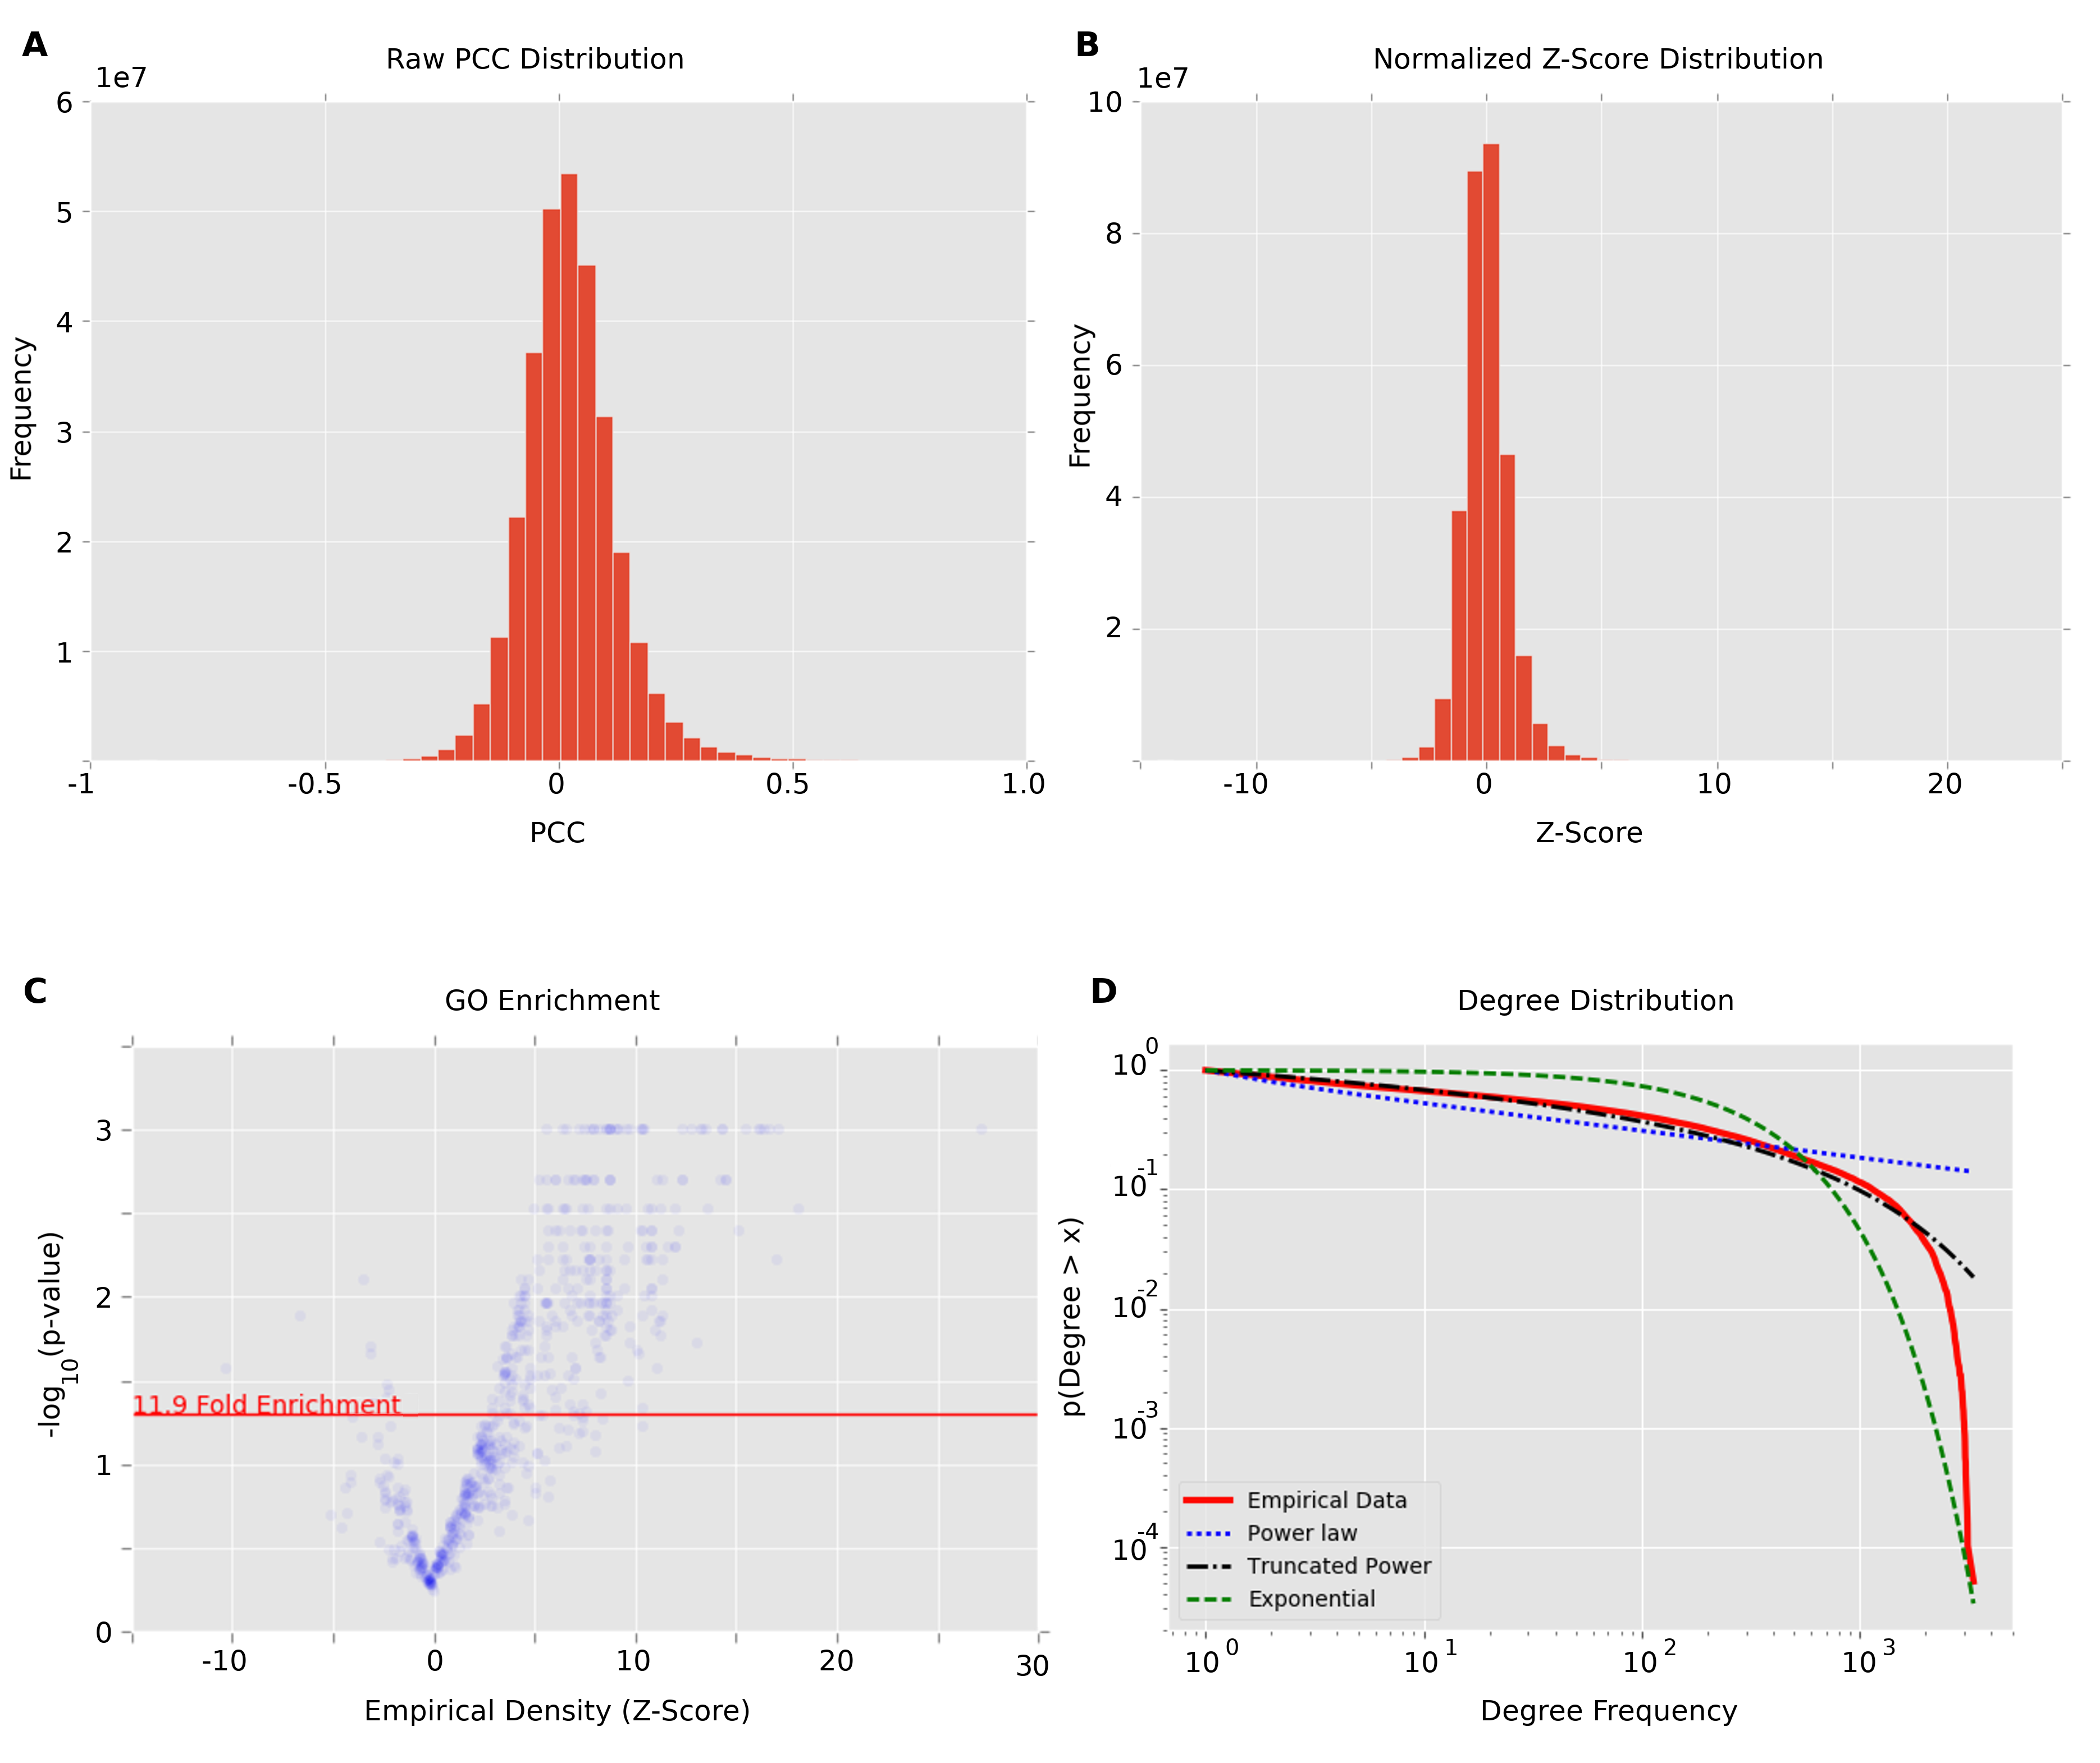 A
Raw PCC Distribution
1e7
6
5
4
3
2
1
Frequency
-1
-0.5
0
0.5
1.0
PCC
B
Normalized Z-Score Distribution
1e7
10
8
6
4
2
Frequency
-10
0
10
20
Z-Score
C
GO Enrichment
3
2
1
0
-log10(p-value)
11.9 Fold Enrichment
-10
0
10
20
30
Empirical Density (Z-Score)
D
Degree Distribution
10^0
10^-1
10^-2
10^-3
10^-4
p(Degree > x)
Empirical Data
Power law
Truncated Power
Exponential
10^0
10^1
10^2
10^3
Degree Frequency